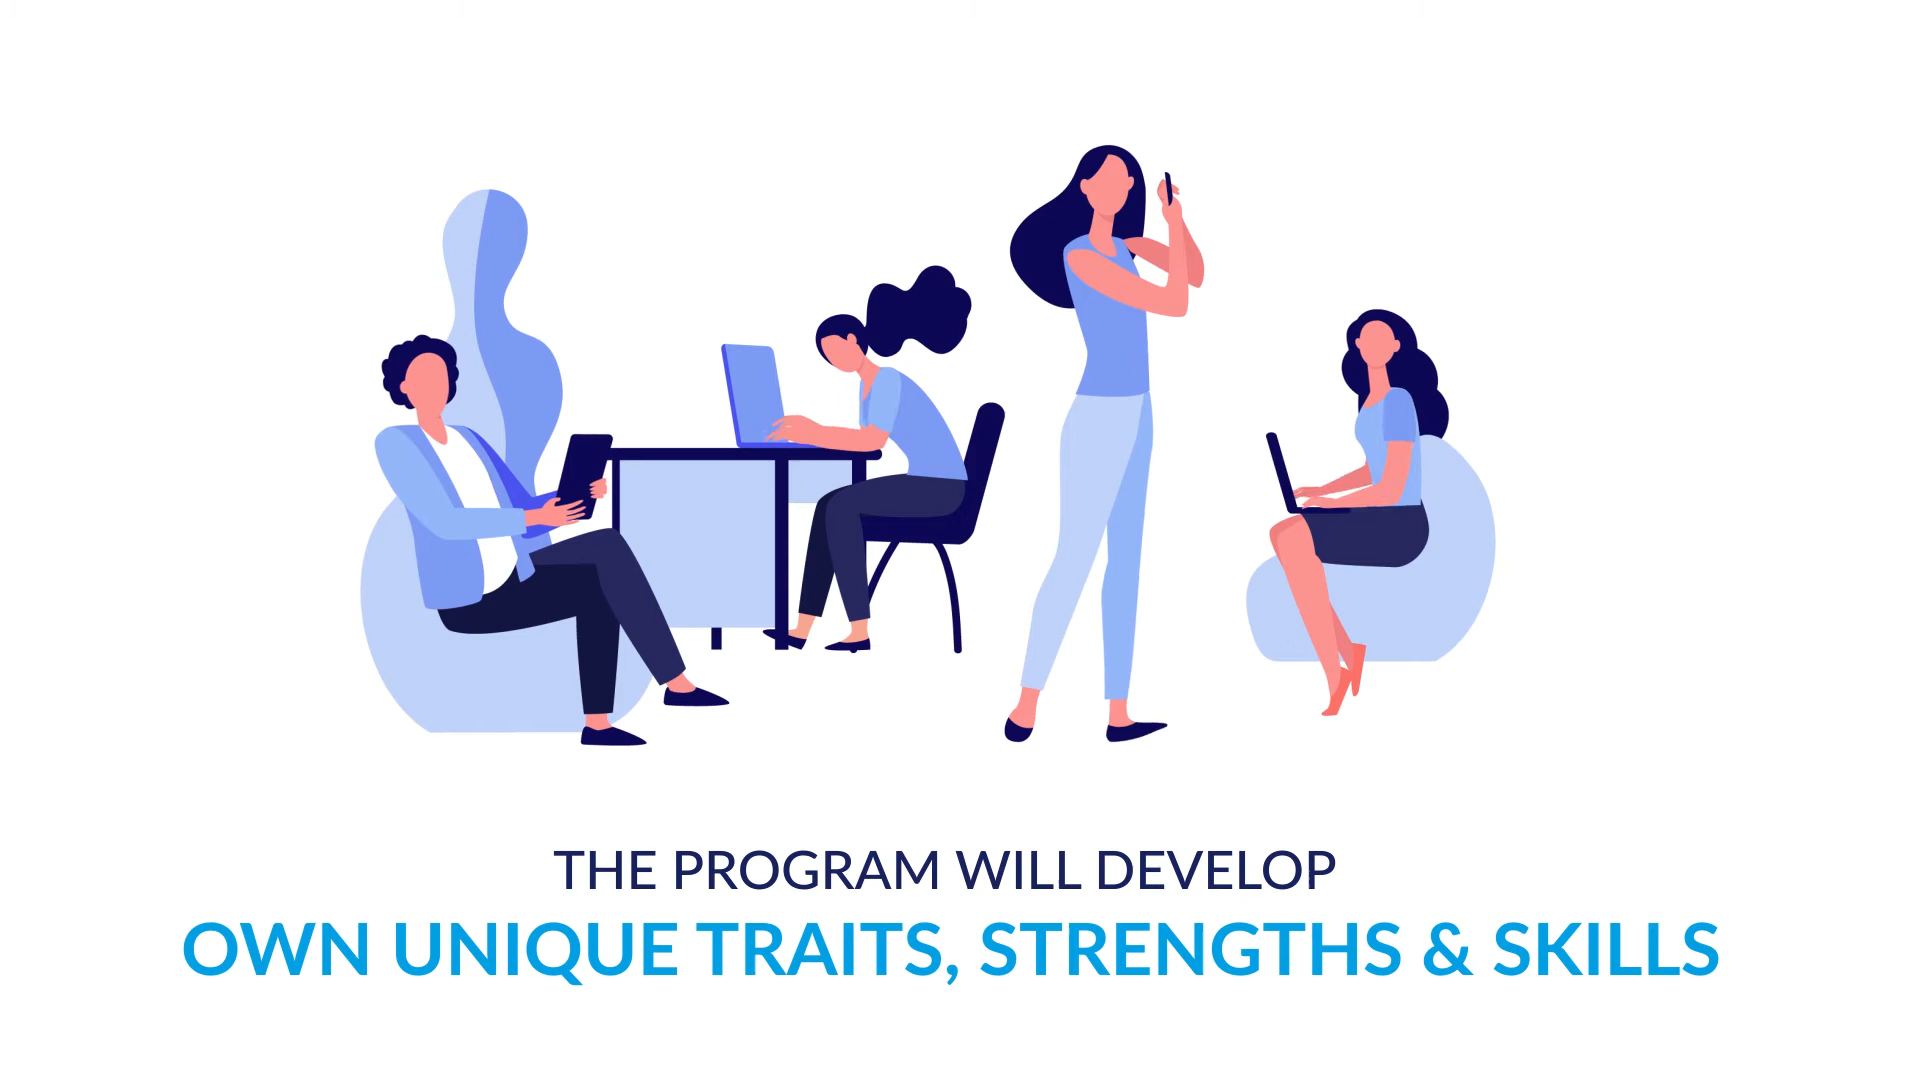 THE PROGRAM WILL DEVELOP
OWN UNIQUE TRAITS, STRENGTHS & SKILLS